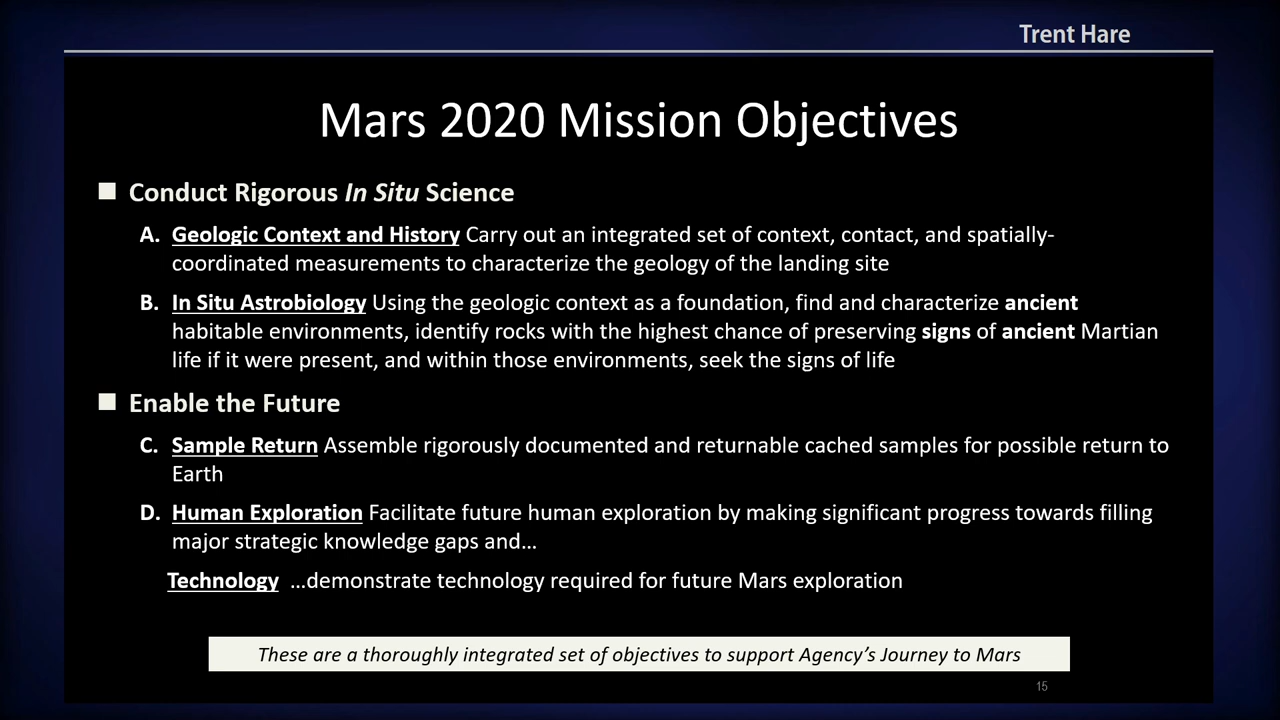 Trent Hare
Mars 2020 Mission Objectives
Conduct Rigorous In Situ Science
A. Geologic Context and History Carry out an integrated set of context, contact, and spatially-
coordinated measurements to characterize the geology of the landing site
B. In Situ Astrobiology Using the geologic context as a foundation, find and characterize ancient
habitable environments, identify rocks with the highest chance of preserving signs of ancient Martian
life if it were present, and within those environments, seek the signs of life
Enable the Future
C. Sample Return Assemble rigorously documented and returnable cached samples for possible return to
Earth
D. Human Exploration Facilitate future human exploration by making significant progress towards filling
major strategic knowledge gaps and…
Technology …demonstrate technology required for future Mars exploration
These are a thoroughly integrated set of objectives to support Agency’s Journey to Mars
15